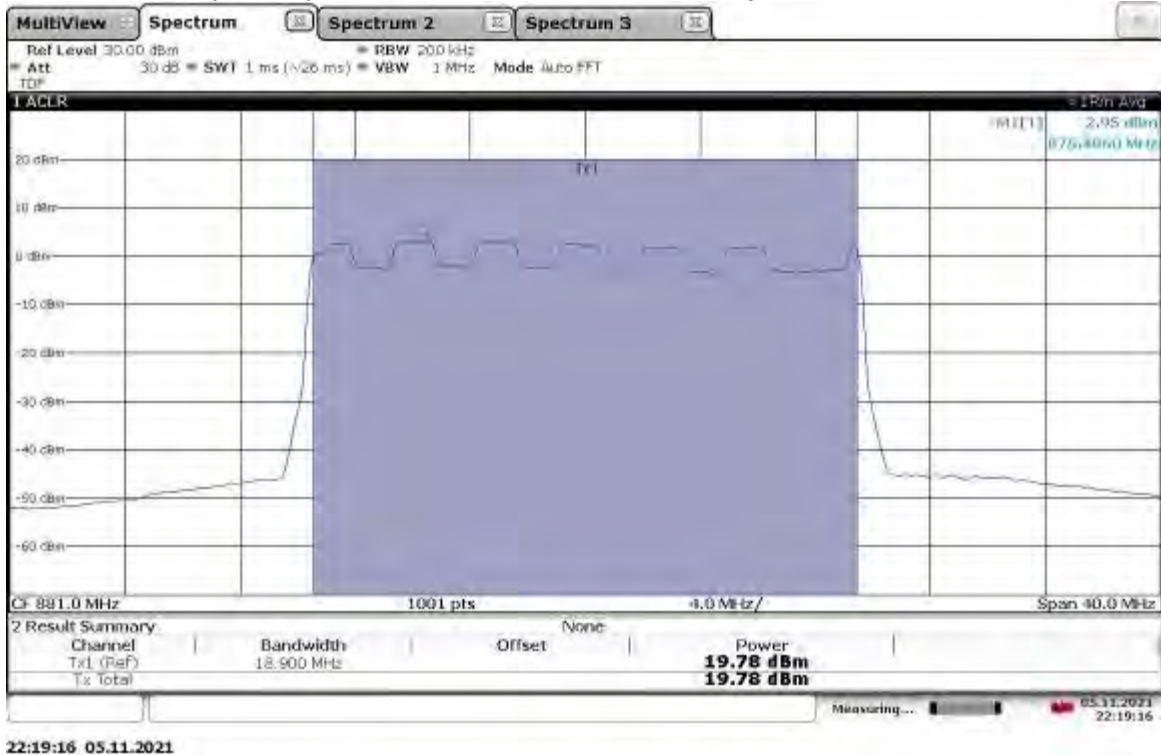 MultiView Spectrum Spectrum 2 Spectrum 3
Ref Level 30.00 dBm RBW 200 kHz
Att 30 dB SWT 1 ms (~26 ms) VBW 1 MHz Mode Auto FFT
TDF
1 ACLR 1Rm Avg
M1[1] 2.95 dBm
Tx1
20 dBm
10 dBm
0 dBm
-10 dBm
-20 dBm
-30 dBm
-40 dBm
-50 dBm
-60 dBm
CF 881.0 MHz 1001 pts 4.0 MHz/ Span 40.0 MHz
2 Result Summary None
Channel Bandwidth Offset Power
Tx1 (Ref) 18.900 MHz 19.78 dBm
Tx Total 19.78 dBm
Measuring... 05.11.2021
22:19:16
22:19:16 05.11.2021